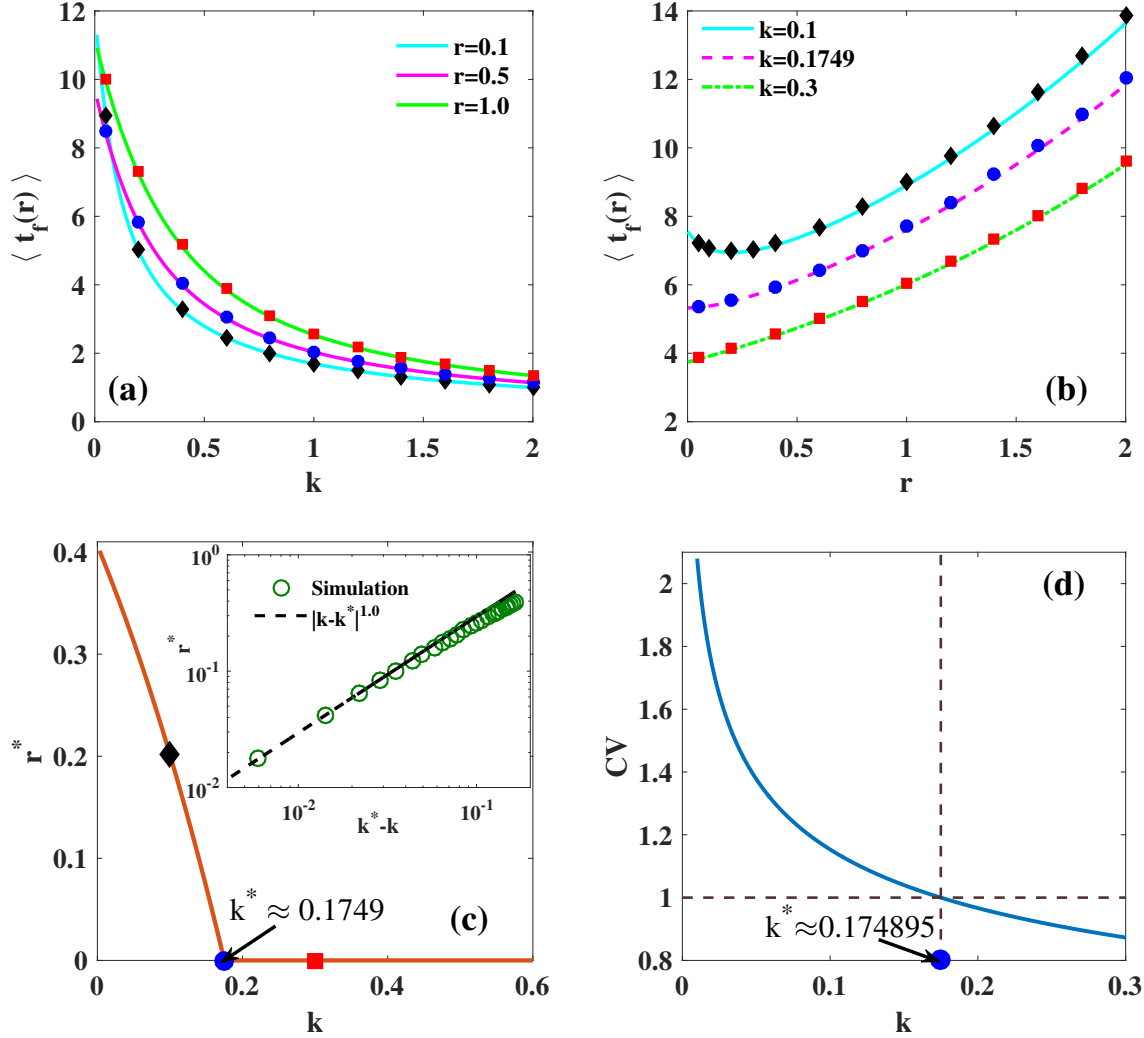 12
10
8
6
4
2
0
0
0.5
1
1.5
2
⟨ t_f(r) ⟩
k
r=0.1
r=0.5
r=1.0
(a)
14
12
10
8
6
4
2
0
0.5
1
1.5
2
⟨ t_f(r) ⟩
r
k=0.1
k=0.1749
k=0.3
(b)
0.4
0.3
0.2
0.1
0
0
0.2
0.4
0.6
r^*
k
10^0
10^-1
10^-2
10^-2
10^-1
r^*
k^*-k
Simulation
|k-k^*|^1.0
k^* ≈ 0.1749
(c)
2
1.8
1.6
1.4
1.2
1
0.8
0
0.1
0.2
0.3
CV
k
k^*≈0.174895
(d)